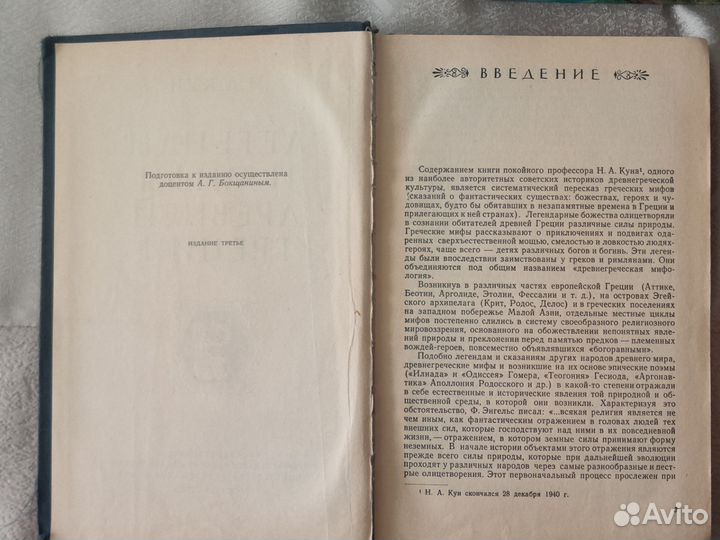 Подготовка к изданию осуществлена
доцентом А. Г. Бокщаниным.
ИЗДАНИЕ ТРЕТЬЕ
ВВЕДЕНИЕ
Содержанием книги покойного профессора Н. А. Куна¹, одного
из наиболее авторитетных советских историков древнегреческой
культуры, является систематический пересказ греческих мифов
(сказаний о фантастических существах: божествах, героях и чу-
довищах, будто бы обитавших в незапамятные времена в Греции и
прилегающих к ней странах). Легендарные божества олицетворяли
в сознании обитателей древней Греции различные силы природы.
Греческие мифы рассказывают о приключениях и подвигах ода-
ренных сверхъестественной мощью, смелостью и ловкостью людях-
героях, чаще всего — детях различных богов и богинь. Эти леген-
ды были впоследствии заимствованы у греков и римлянами. Они
объединяются под общим названием «древнегреческая мифо-
логия».
Возникнув в различных частях европейской Греции (Аттике,
Беотии, Арголиде, Этолии, Фессалии и т. д.), на островах Эгей-
ского архипелага (Крит, Родос, Делос) и в греческих поселениях
на западном побережье Малой Азии, отдельные местные циклы
мифов постепенно слились в систему своеобразного религиозного
мировоззрения, основанного на обожествлении непонятных явле-
ний природы и преклонении перед памятью предков — племенных
вождей-героев, повсеместно объявлявшихся «богоравными».
Подобно легендам и сказаниям других народов древнего мира,
древнегреческие мифы и возникшие на их основе эпические поэмы
(«Илиада» и «Одиссея» Гомера, «Теогония» Гесиода, «Аргонав-
тика» Аполлония Родосского и др.) в какой-то степени отражали
в себе естественные и исторические явления той природной и об-
щественной среды, в которой они возникли. Характеризуя это
обстоятельство, Ф. Энгельс писал: «...всякая религия является не
чем иным, как фантастическим отражением в головах людей тех
внешних сил, которые господствуют над ними в их повседневной
жизни,— отражением, в котором земные силы принимают форму
неземных. В начале истории объектами этого отражения являются
прежде всего силы природы, которые при дальнейшей эволюции
проходят у различных народов через самые разнообразные и пест-
рые олицетворения. Этот первоначальный процесс прослежен при
¹ Н. А. Кун скончался 28 декабря 1940 г.
Avito